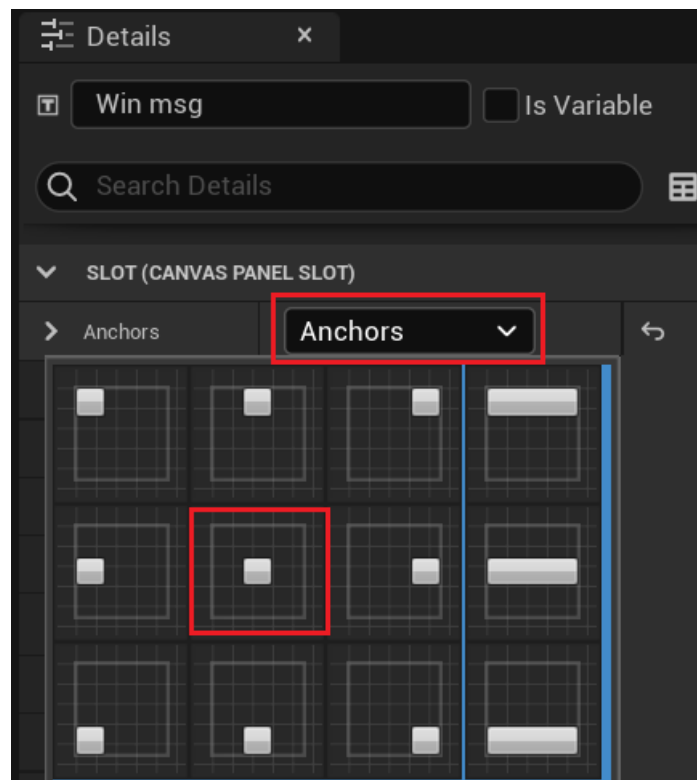 Details
Win msg
Is Variable
Search Details
SLOT (CANVAS PANEL SLOT)
Anchors
Anchors